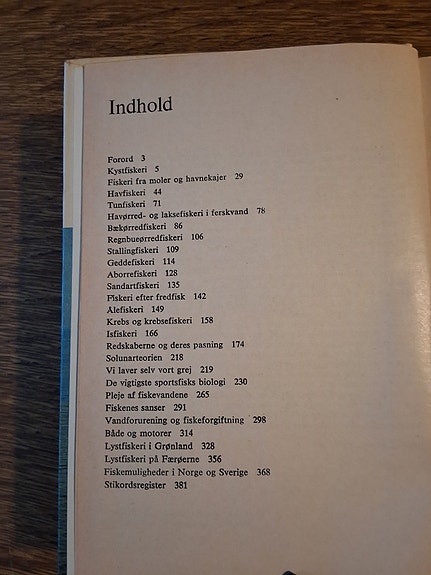 Indhold
Forord 3
Kystfiskeri 5
Fiskeri fra moler og havnekajer 29
Havfiskeri 44
Tunfiskeri 71
Havørred- og laksefiskeri i ferskvand 78
Bækørredfiskeri 86
Regnbueørredfiskeri 106
Stallingfiskeri 109
Geddefiskeri 114
Aborrefiskeri 128
Sandartfiskeri 135
Fiskeri efter fredfisk 142
Ålefiskeri 149
Krebs og krebsefiskeri 158
Isfiskeri 166
Redskaberne og deres pasning 174
Solunarteorien 218
Vi laver selv vort grej 219
De vigtigste sportsfisks biologi 230
Pleje af fiskevandene 265
Fiskenes sanser 291
Vandforurening og fiskeforgiftning 298
Både og motorer 314
Lystfiskeri i Grønland 328
Lystfiskeri på Færøerne 356
Fiskemuligheder i Norge og Sverige 368
Stikordsregister 381